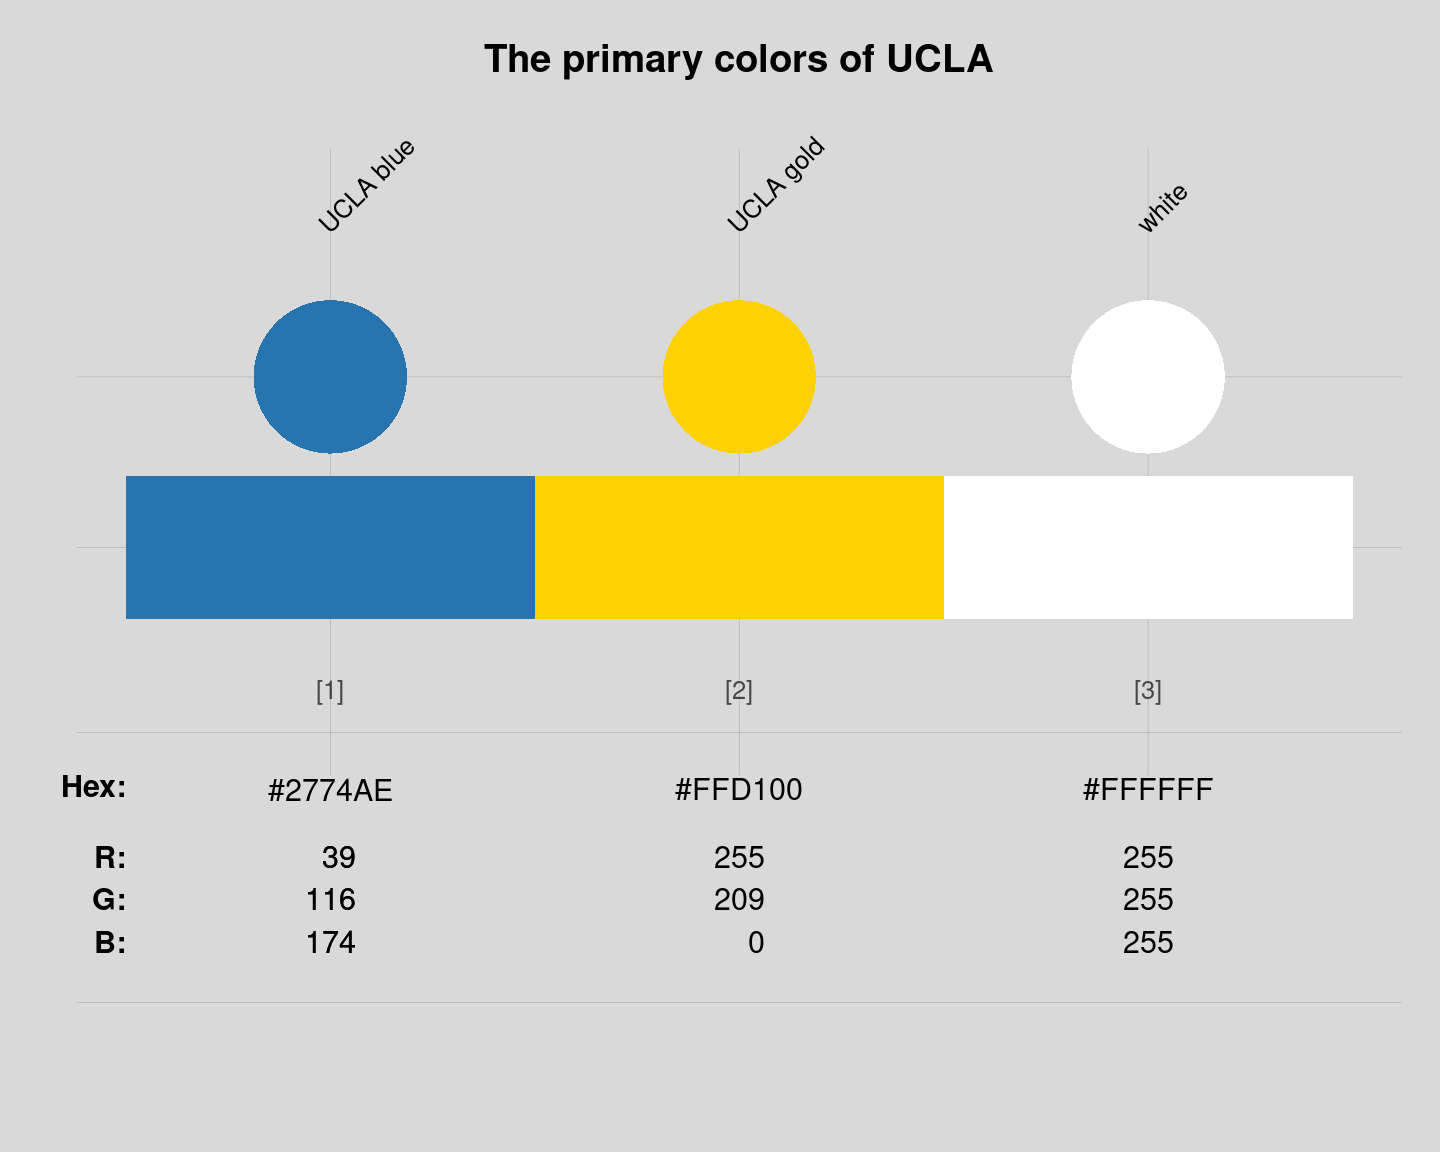 The primary colors of UCLA
UCLA blue UCLA gold white
[1] [2] [3]
Hex: #2774AE #FFD100 #FFFFFF
R: 39 255 255
G: 116 209 255
B: 174 0 255